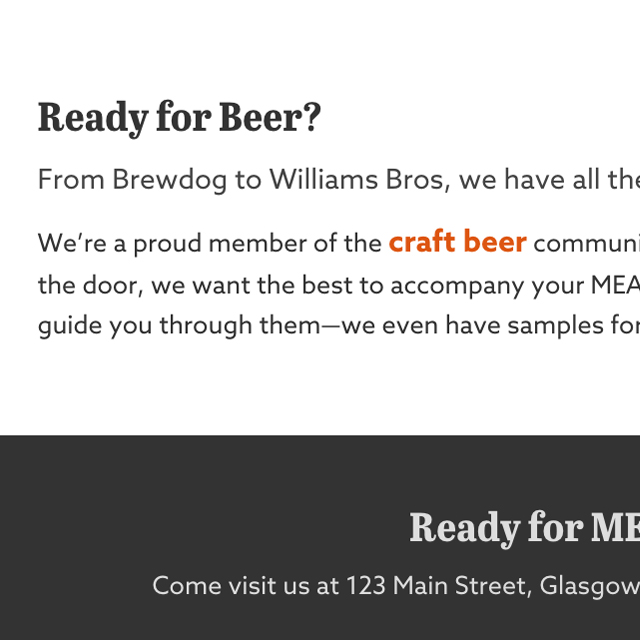 Ready for Beer?
From Brewdog to Williams Bros, we have all the
We’re a proud member of the craft beer communi
the door, we want the best to accompany your MEA
guide you through them—we even have samples for
Ready for ME
Come visit us at 123 Main Street, Glasgow